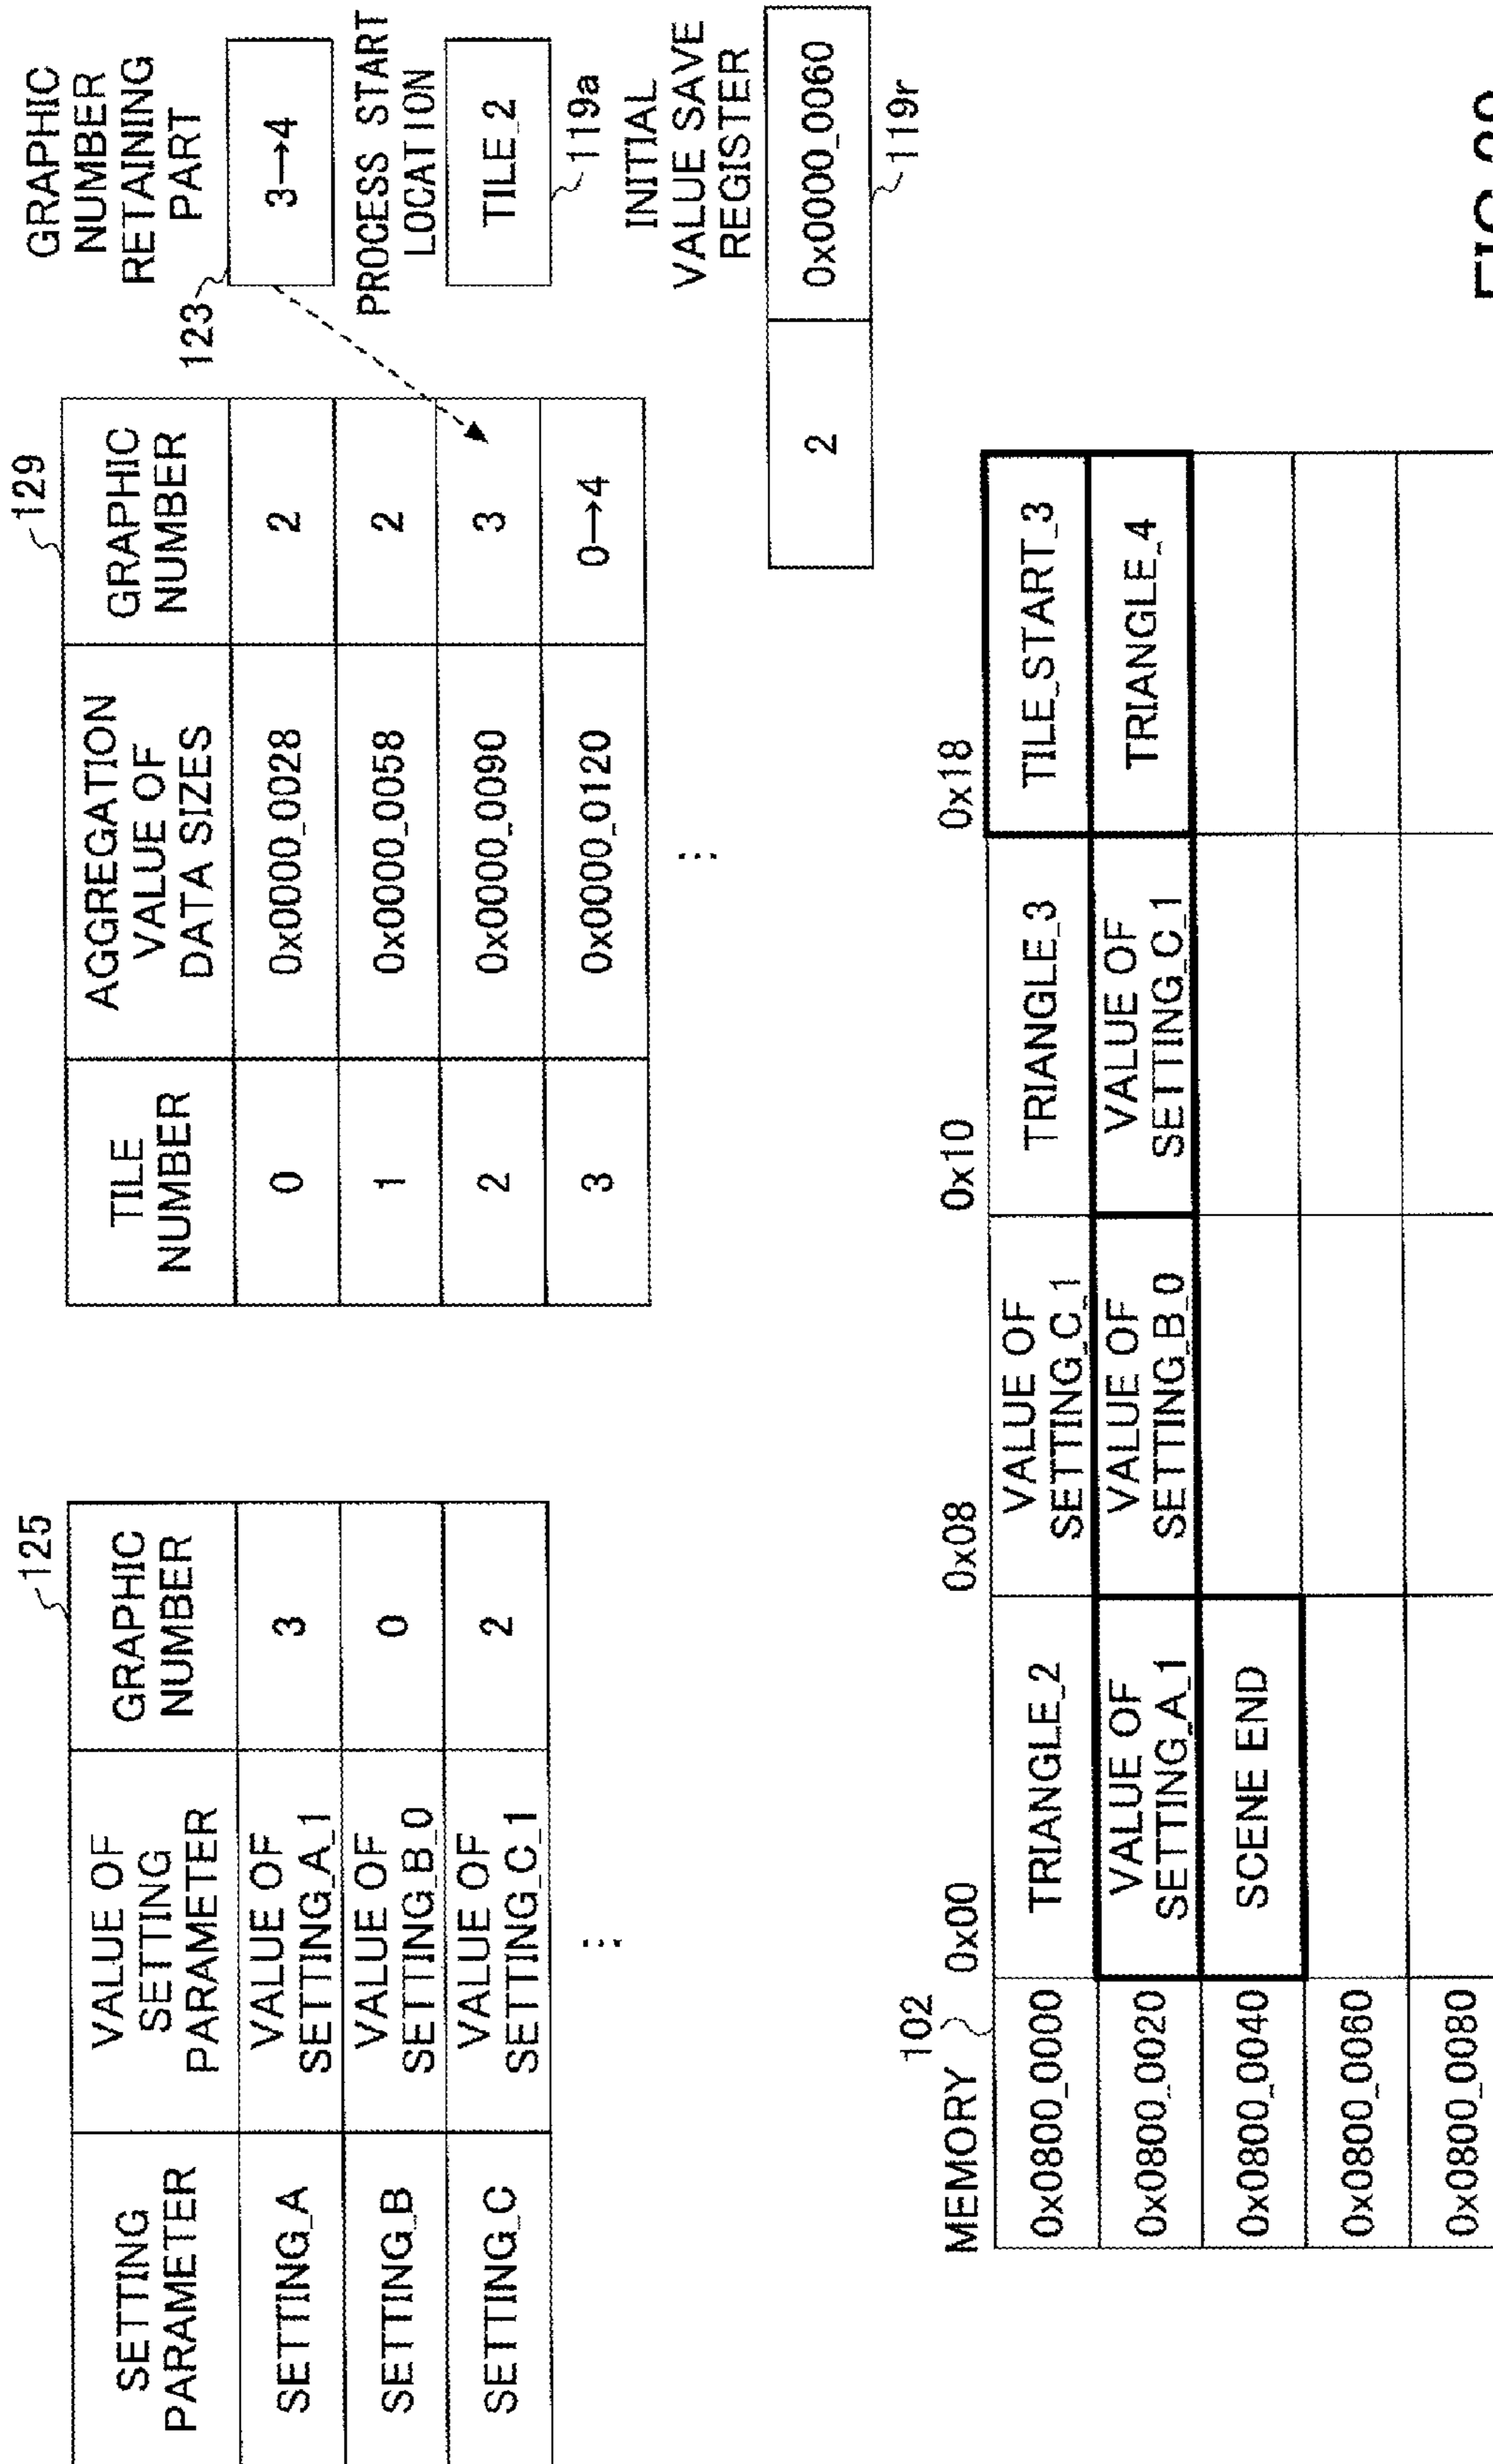 125
SETTING
PARAMETER
VALUE OF
SETTING
PARAMETER
GRAPHIC
NUMBER
SETTING_A
VALUE OF
SETTING_A_1
3
SETTING_B
VALUE OF
SETTING_B_0
0
SETTING_C
VALUE OF
SETTING_C_1
2
⋮
129
TILE
NUMBER
AGGREGATION
VALUE OF
DATA SIZES
GRAPHIC
NUMBER
0
0x0000_0028
2
1
0x0000_0058
2
2
0x0000_0090
3
3
0x0000_0120
0→4
⋮
GRAPHIC
NUMBER
RETAINING
PART
123
3→4
PROCESS START
LOCATION
TILE_2
119a
INITIAL
VALUE SAVE
REGISTER
2
0x0000_0060
119r
MEMORY
102
0x00
0x08
0x10
0x18
0x0800_0000
TRIANGLE_2
VALUE OF
SETTING_C_1
TRIANGLE_3
TILE_START_3
0x0800_0020
VALUE OF
SETTING_A_1
VALUE OF
SETTING_B_0
VALUE OF
SETTING_C_1
TRIANGLE_4
0x0800_0040
SCENE END
0x0800_0060
0x0800_0080